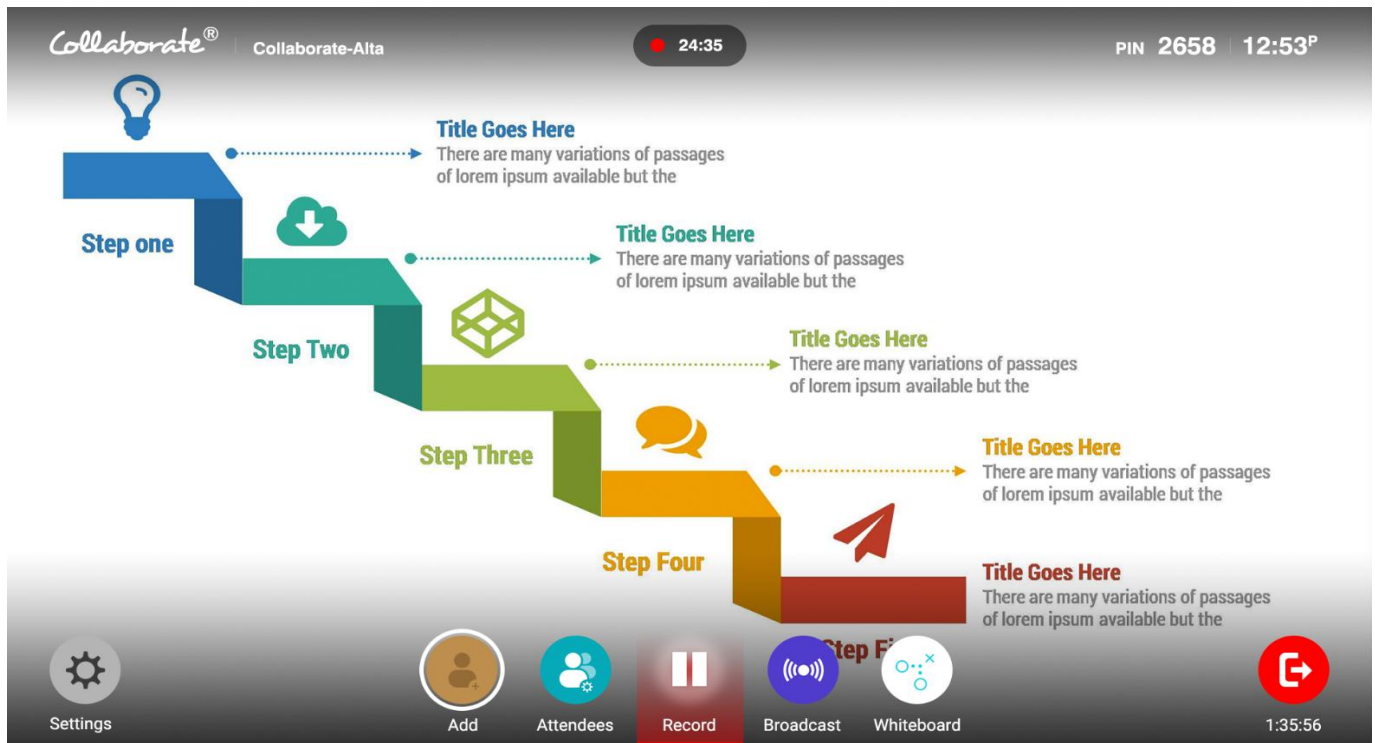 Collaborate®
Collaborate-Alta
24:35
PIN 2658
12:53P
Title Goes Here
There are many variations of passages
of lorem ipsum available but the
Step one
Title Goes Here
There are many variations of passages
of lorem ipsum available but the
Step Two
Title Goes Here
There are many variations of passages
of lorem ipsum available but the
Step Three
Title Goes Here
There are many variations of passages
of lorem ipsum available but the
Step Four
Title Goes Here
There are many variations of passages
of lorem ipsum available but the
Settings
Add
Attendees
Record
Broadcast
Whiteboard
1:35:56